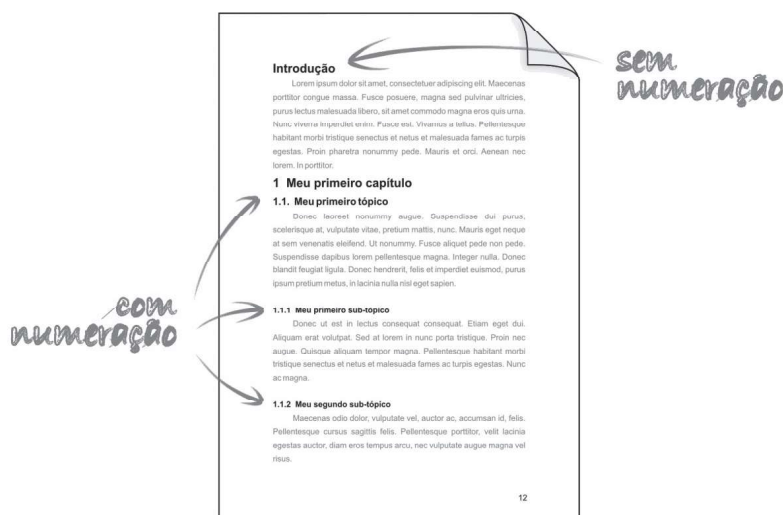 Introdução
Lorem ipsum dolor sit amet, consectetuer adipiscing elit. Maecenas
porttitor congue massa. Fusce posuere, magna sed pulvinar ultricies,
purus lectus malesuada libero, sit amet commodo magna eros quis urna.
Nunc viverra imperdiet enim. Fusce est. Vivamus a tellus. Pellentesque
habitant morbi tristique senectus et netus et malesuada fames ac turpis
egestas. Proin pharetra nonummy pede. Mauris et orci. Aenean nec
lorem. In porttitor.
sem
numeração
1 Meu primeiro capítulo
1.1. Meu primeiro tópico
Donec laoreet nonummy augue. Suspendisse dui purus,
scelerisque at, vulputate vitae, pretium mattis, nunc. Mauris eget neque
at sem venenatis eleifend. Ut nonummy. Fusce aliquet pede non pede.
Suspendisse dapibus lorem pellentesque magna. Integer nulla. Donec
blandit feugiat ligula. Donec hendrerit, felis et imperdiet euismod, purus
ipsum pretium metus, in lacinia nulla nisl eget sapien.
com
numeração
1.1.1 Meu primeiro sub-tópico
Donec ut est in lectus consequat consequat. Etiam eget dui.
Aliquam erat volutpat. Sed at lorem in nunc porta tristique. Proin nec
augue. Quisque aliquam tempor magna. Pellentesque habitant morbi
tristique senectus et netus et malesuada fames ac turpis egestas. Nunc
ac magna.
1.1.2 Meu segundo sub-tópico
Maecenas odio dolor, vulputate vel, auctor ac, accumsan id, felis.
Pellentesque cursus sagittis felis. Pellentesque porttitor, velit lacinia
egestas auctor, diam eros tempus arcu, nec vulputate augue magna vel
risus.
12